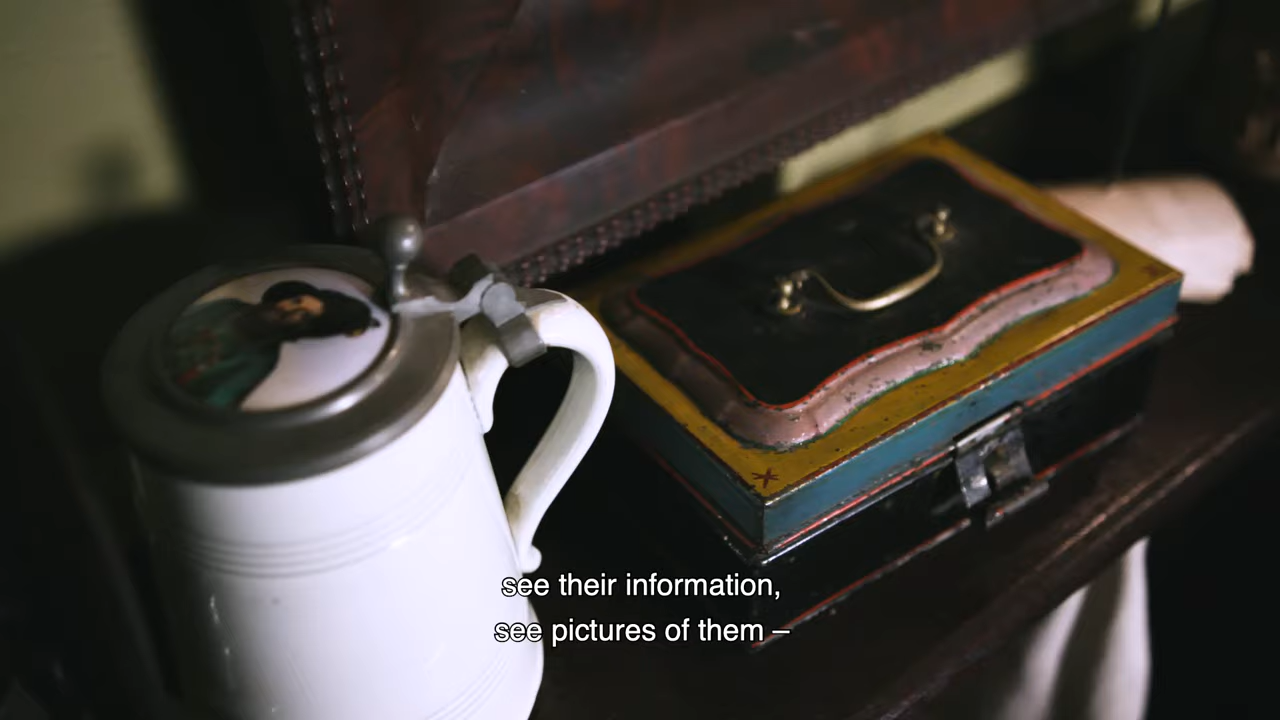 see their information,
see pictures of them –